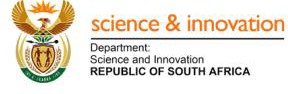 science & innovation
Department:
Science and Innovation
REPUBLIC OF SOUTH AFRICA